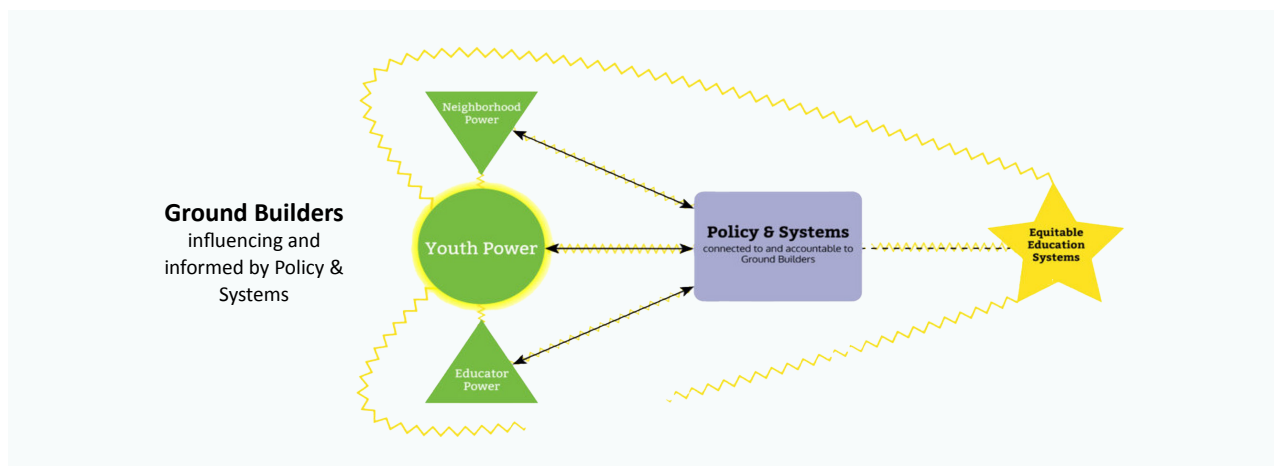 Neighborhood
Power
Ground Builders
influencing and
informed by Policy &
Systems
Youth Power
Policy & Systems
connected to and accountable to
Ground Builders
Equitable
Education
Systems
Educator
Power